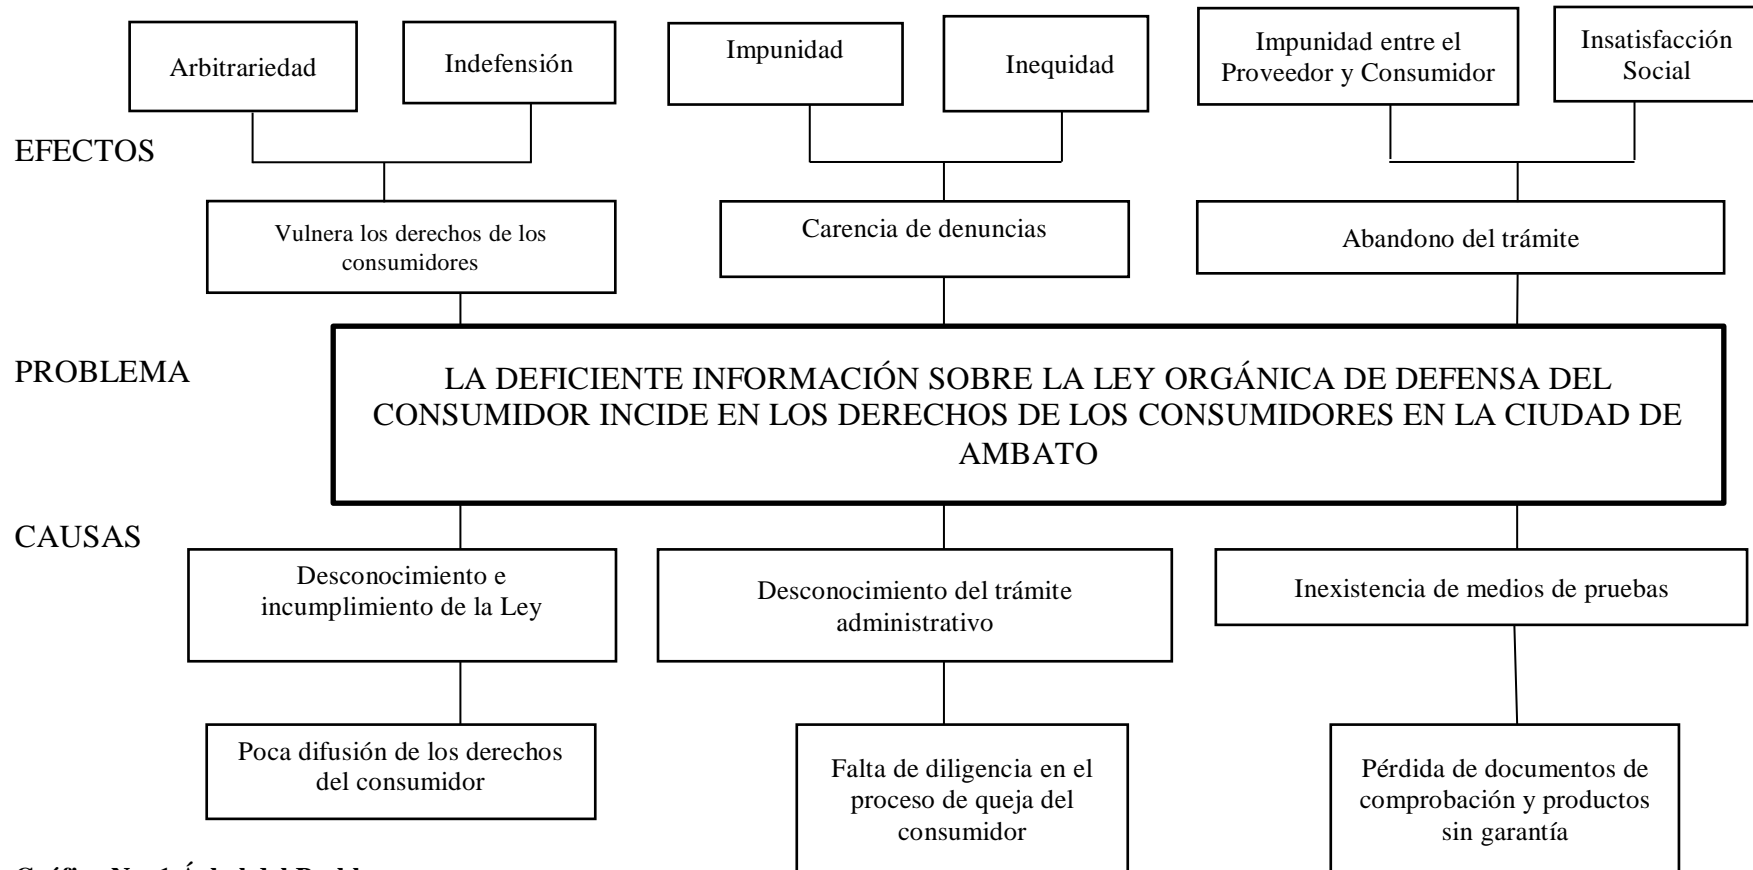 Arbitrariedad
Indefensión
Impunidad
Inequidad
Impunidad entre el
Proveedor y Consumidor
Insatisfacción
Social
EFECTOS
Vulnera los derechos de los
consumidores
Carencia de denuncias
Abandono del trámite
PROBLEMA
LA DEFICIENTE INFORMACIÓN SOBRE LA LEY ORGÁNICA DE DEFENSA DEL
CONSUMIDOR INCIDE EN LOS DERECHOS DE LOS CONSUMIDORES EN LA CIUDAD DE
AMBATO
CAUSAS
Desconocimiento e
incumplimiento de la Ley
Desconocimiento del trámite
administrativo
Inexistencia de medios de pruebas
Poca difusión de los derechos
del consumidor
Falta de diligencia en el
proceso de queja del
consumidor
Pérdida de documentos de
comprobación y productos
sin garantía